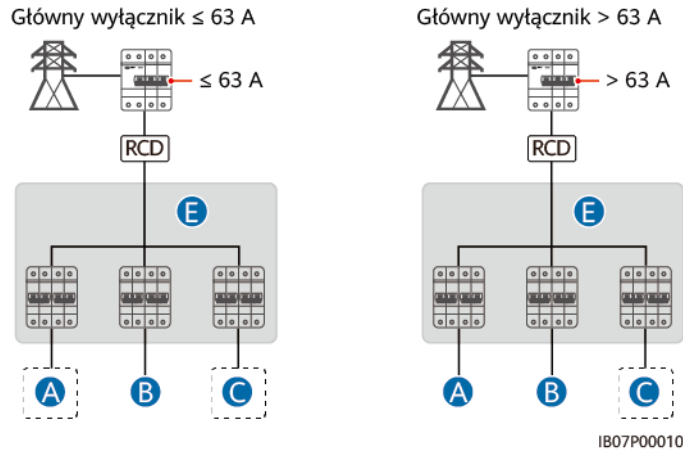 Główny wyłącznik ≤ 63 A
Główny wyłącznik > 63 A
≤ 63 A
> 63 A
RCD
RCD
E
E
A
B
C
A
B
C
IB07P00010